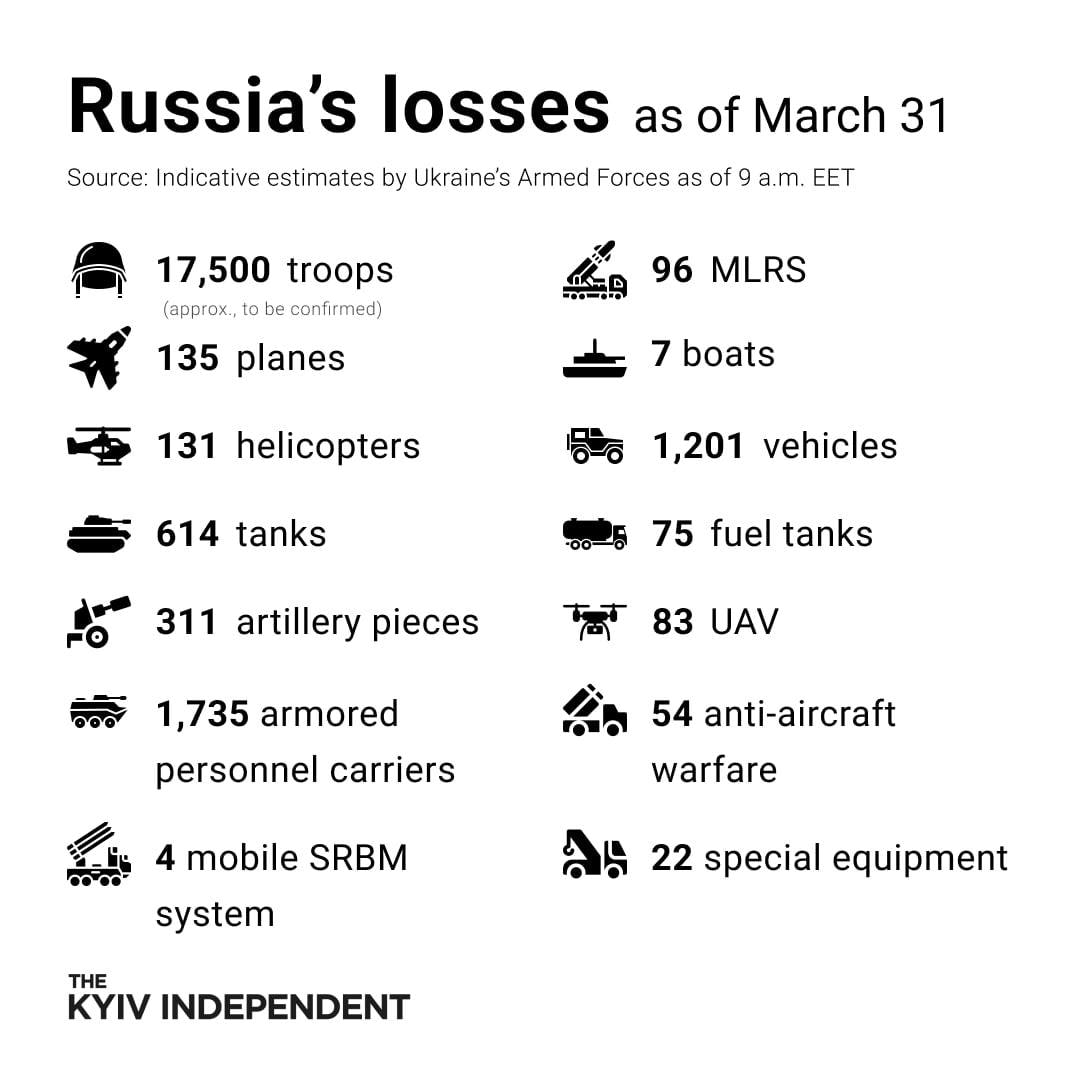 Russia’s losses as of March 31
Source: Indicative estimates by Ukraine’s Armed Forces as of 9 a.m. EET
17,500 troops
(approx., to be confirmed)
135 planes
131 helicopters
614 tanks
311 artillery pieces
1,735 armored
personnel carriers
4 mobile SRBM
system
96 MLRS
7 boats
1,201 vehicles
75 fuel tanks
83 UAV
54 anti-aircraft
warfare
22 special equipment
THE
KYIV INDEPENDENT